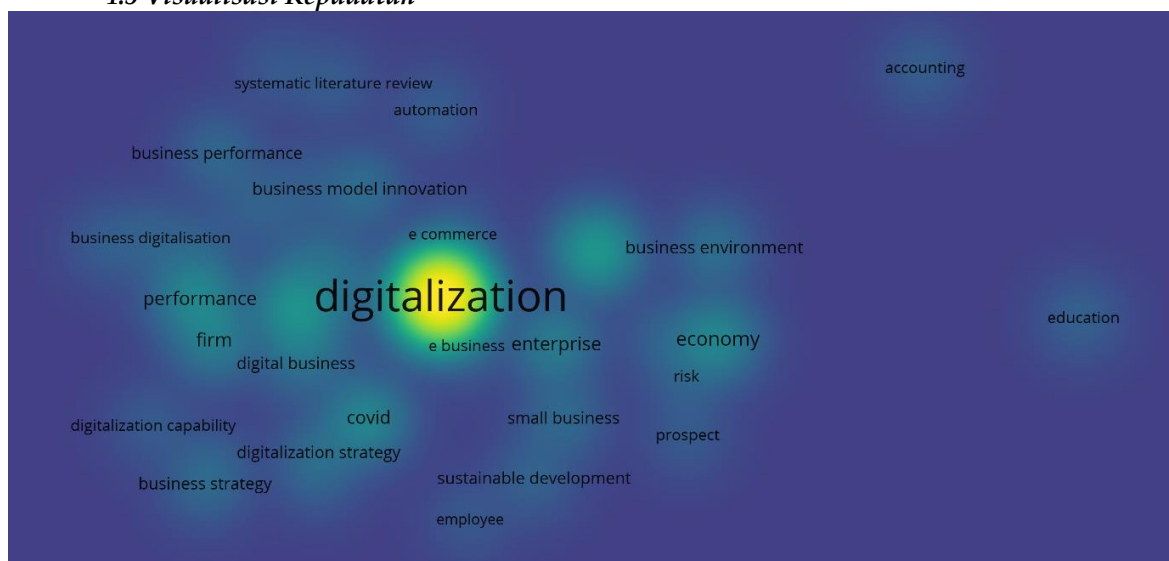 4.3 Visualisasi Kepadatan
accounting
systematic literature review
automation
business performance
business model innovation
e commerce
business digitalisation
business environment
digitalization
performance
education
firm
e business
enterprise
economy
digital business
risk
covid
small business
digitalization capability
prospect
digitalization strategy
sustainable development
business strategy
employee